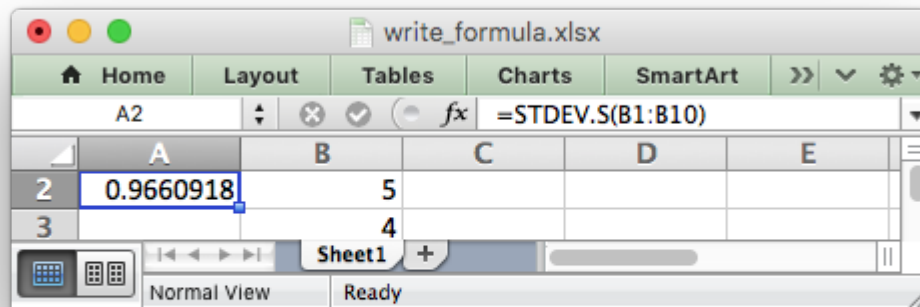 write_formula.xlsx
Home Layout Tables Charts SmartArt
A2 fx =STDEV.S(B1:B10)
A B C D E
2 0.9660918 5
3 4
Sheet1 +
Normal View Ready